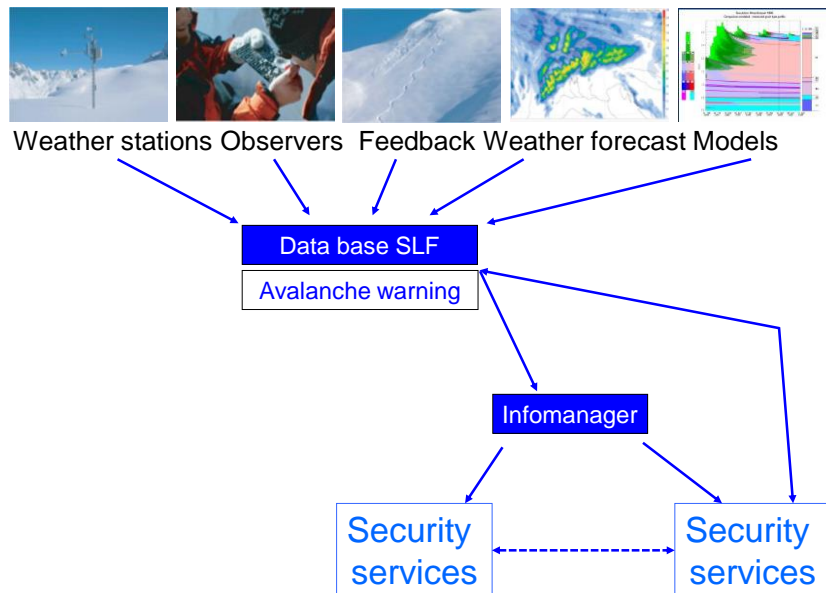 Weather stations Observers Feedback Weather forecast Models
Data base SLF
Avalanche warning
Infomanager
Security
services
Security
services